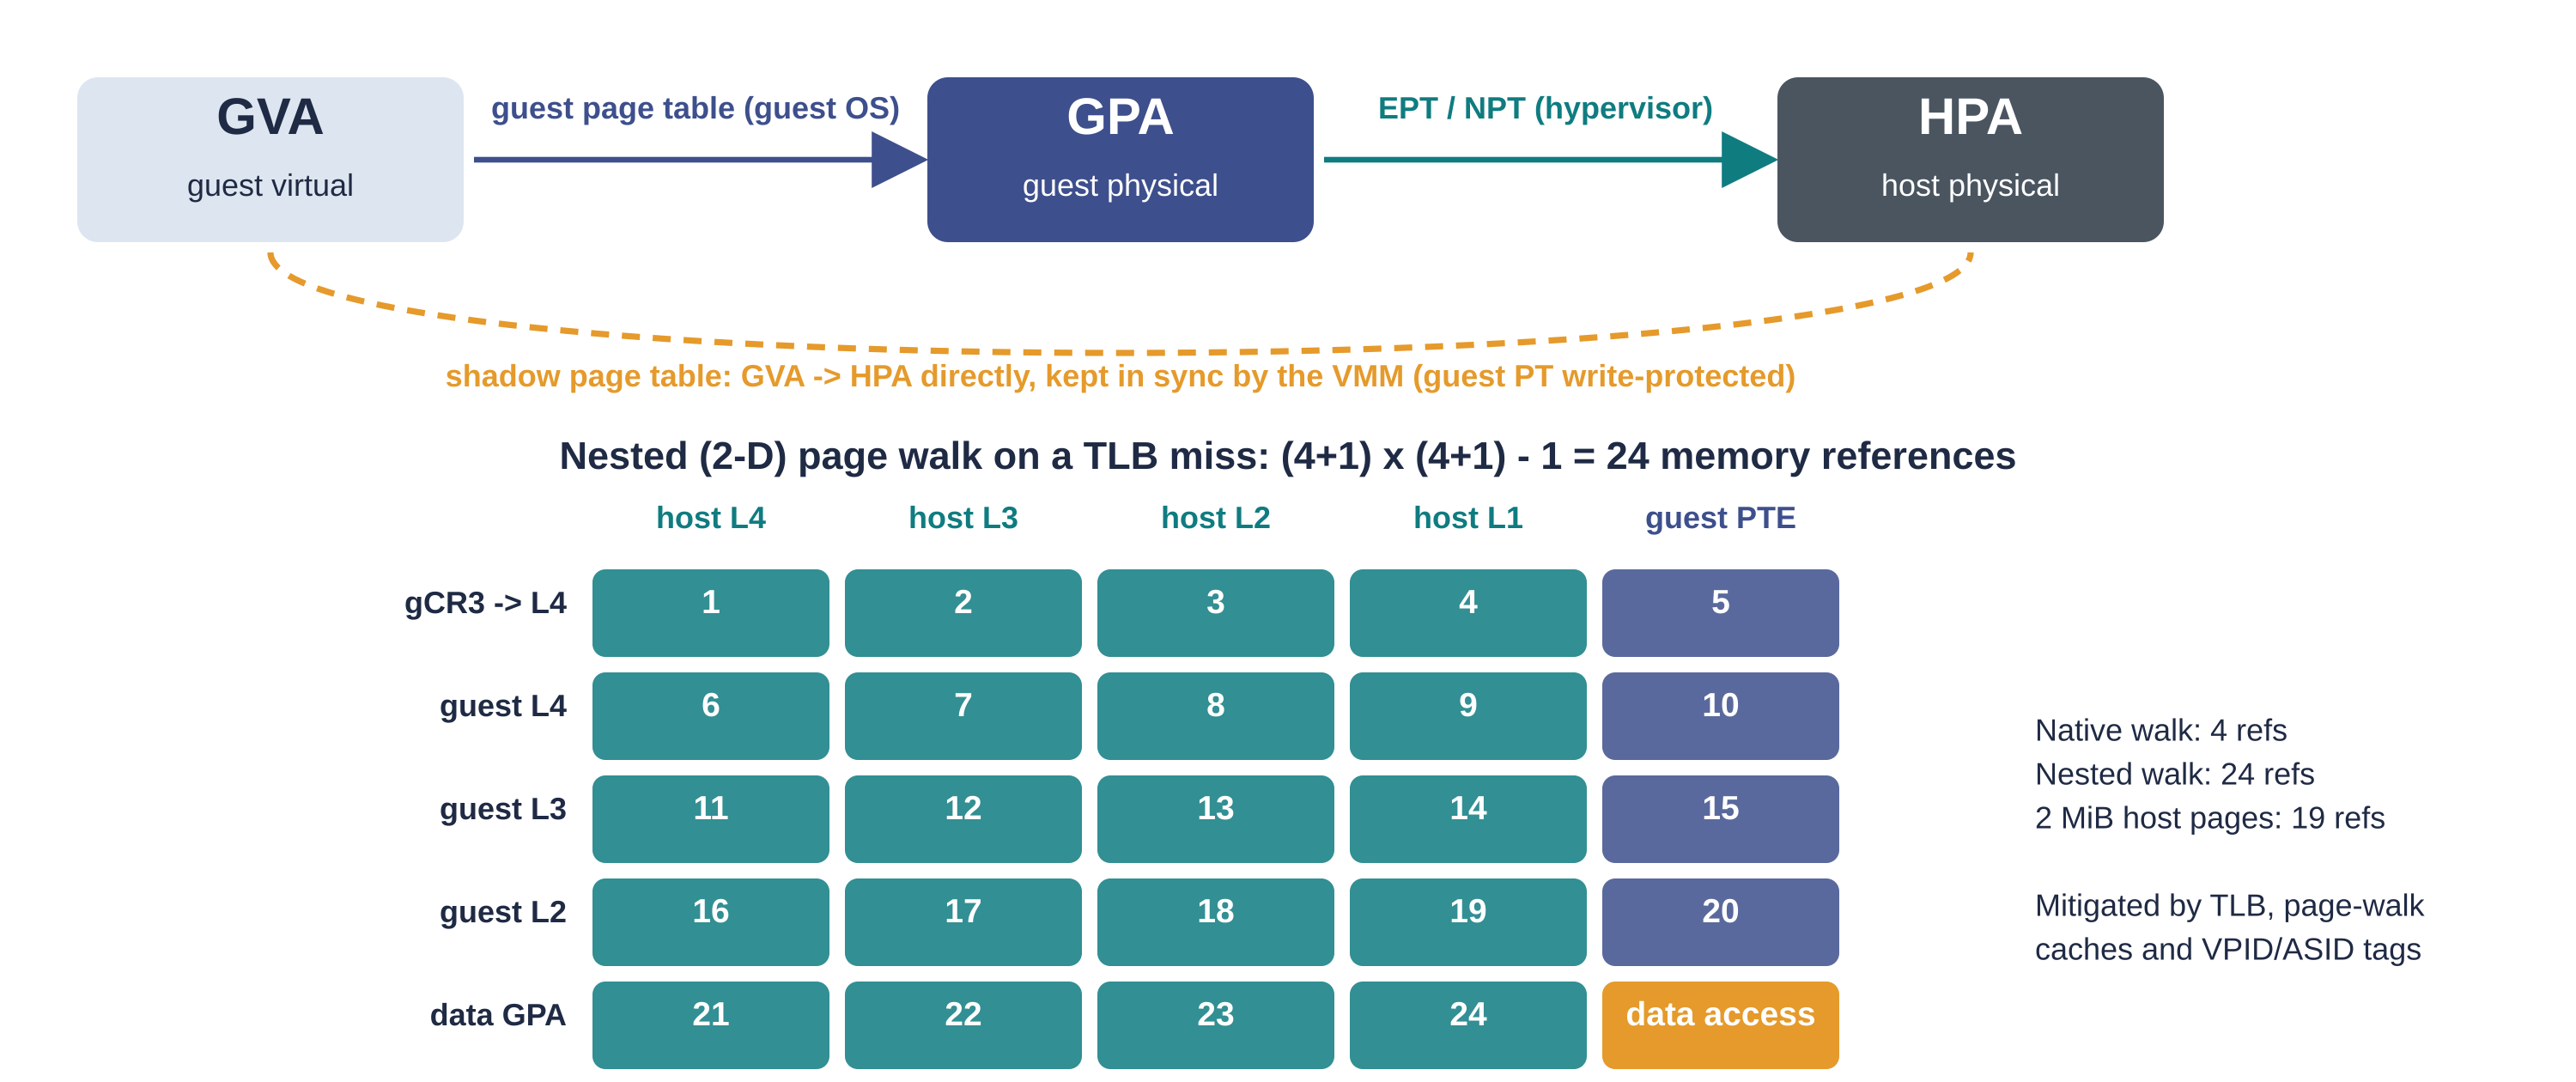 GVA
guest virtual
guest page table (guest OS)
GPA
guest physical
EPT / NPT (hypervisor)
HPA
host physical
shadow page table: GVA -> HPA directly, kept in sync by the VMM (guest PT write-protected)
Nested (2-D) page walk on a TLB miss: (4+1) x (4+1) - 1 = 24 memory references
host L4 host L3 host L2 host L1 guest PTE
gCR3 -> L4 1 2 3 4 5
guest L4 6 7 8 9 10
guest L3 11 12 13 14 15
guest L2 16 17 18 19 20
data GPA 21 22 23 24 data access
Native walk: 4 refs
Nested walk: 24 refs
2 MiB host pages: 19 refs
Mitigated by TLB, page-walk
caches and VPID/ASID tags